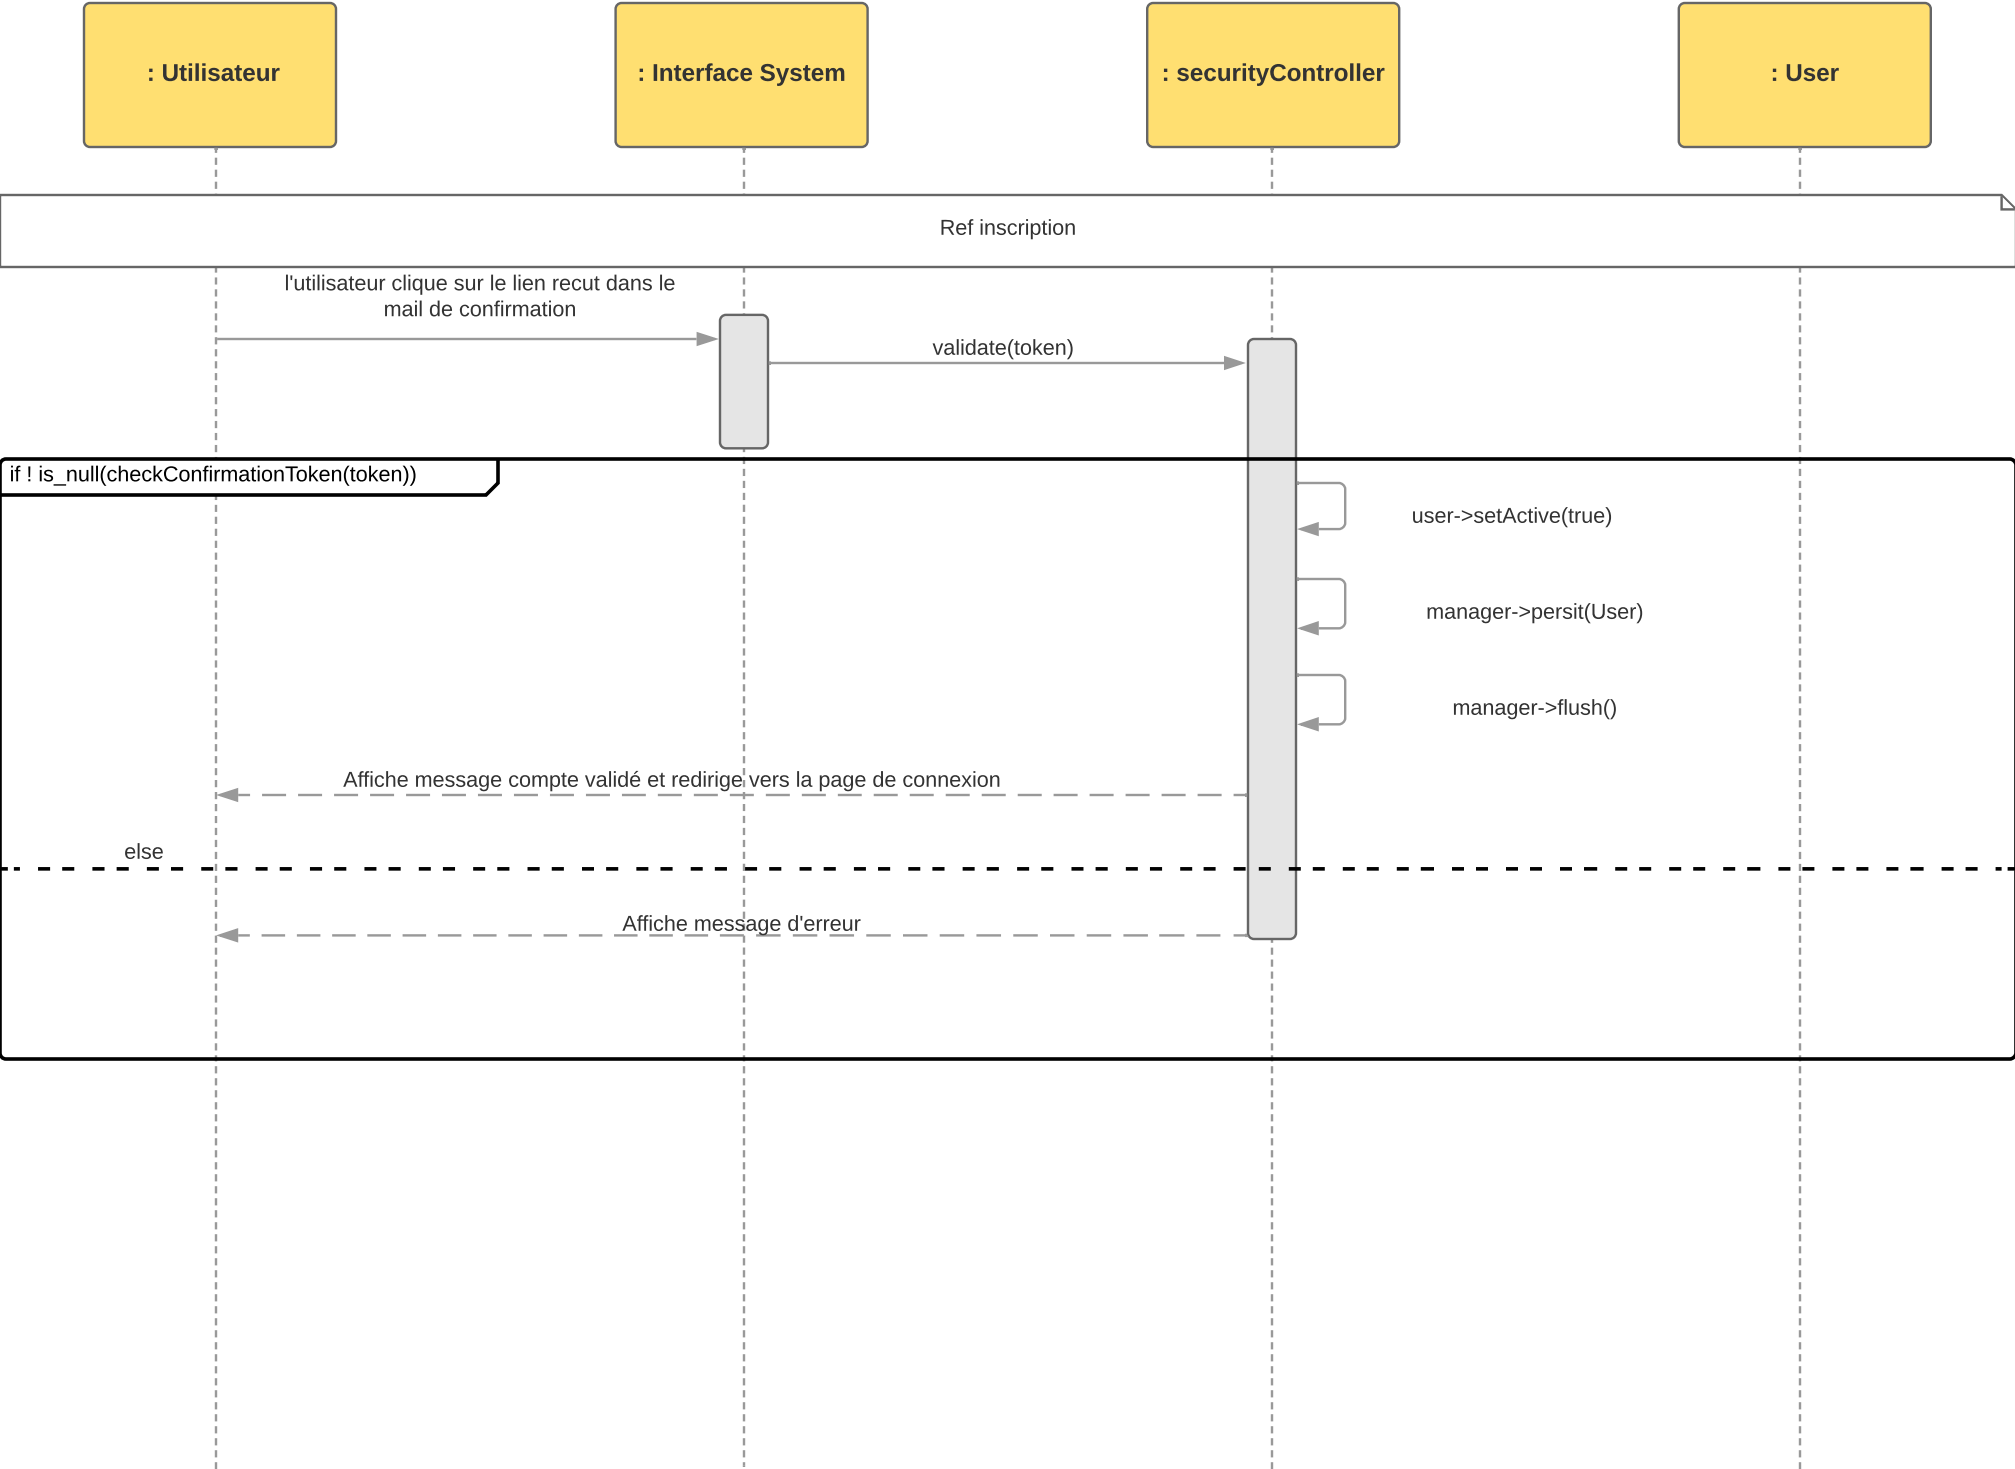 : Utilisateur
: Interface System
: securityController
: User
Ref inscription
l'utilisateur clique sur le lien recut dans le
mail de confirmation
validate(token)
if ! is_null(checkConfirmationToken(token))
user->setActive(true)
manager->persit(User)
manager->flush()
Affiche message compte validé et redirige vers la page de connexion
else
Affiche message d'erreur